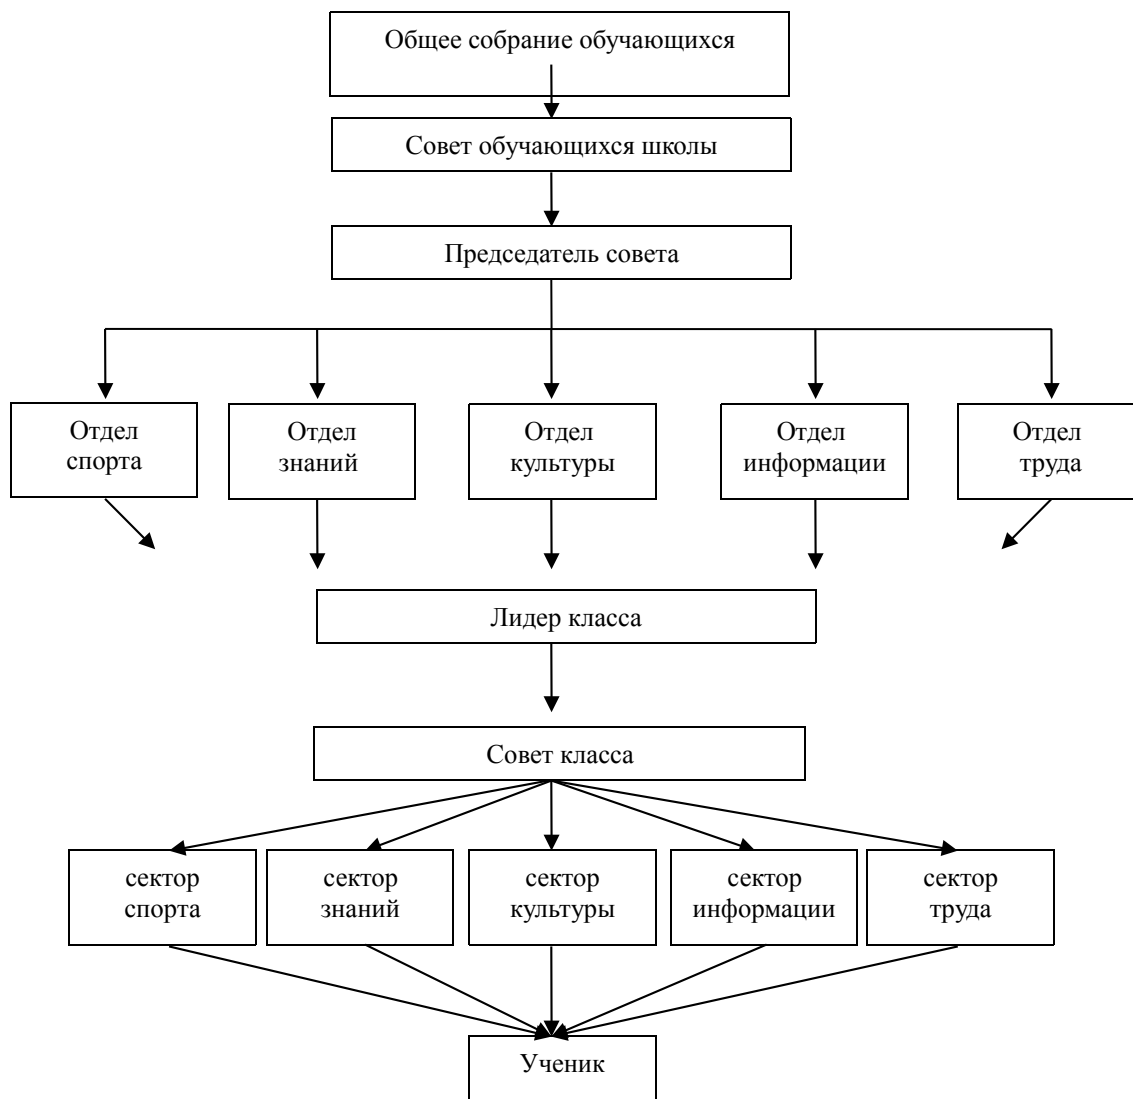 Общее собрание обучающихся
Совет обучающихся школы
Председатель совета
Отдел
спорта
Отдел
знаний
Отдел
культуры
Отдел
информации
Отдел
труда
Лидер класса
Совет класса
сектор
спорта
сектор
знаний
сектор
культуры
сектор
информации
сектор
труда
Ученик